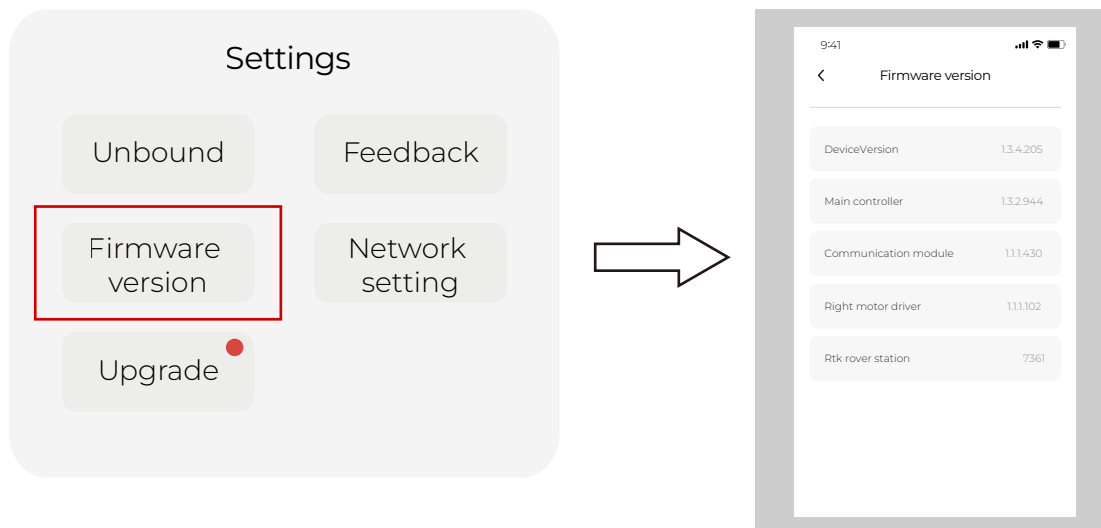 Settings
Unbound
Feedback
Firmware
version
Network
setting
Upgrade
9:41
Firmware version
DeviceVersion 1.3.4.205
Main controller 1.3.2.944
Communication module 1.1.1.430
Right motor driver 1.1.1.102
Rtk rover station 7361